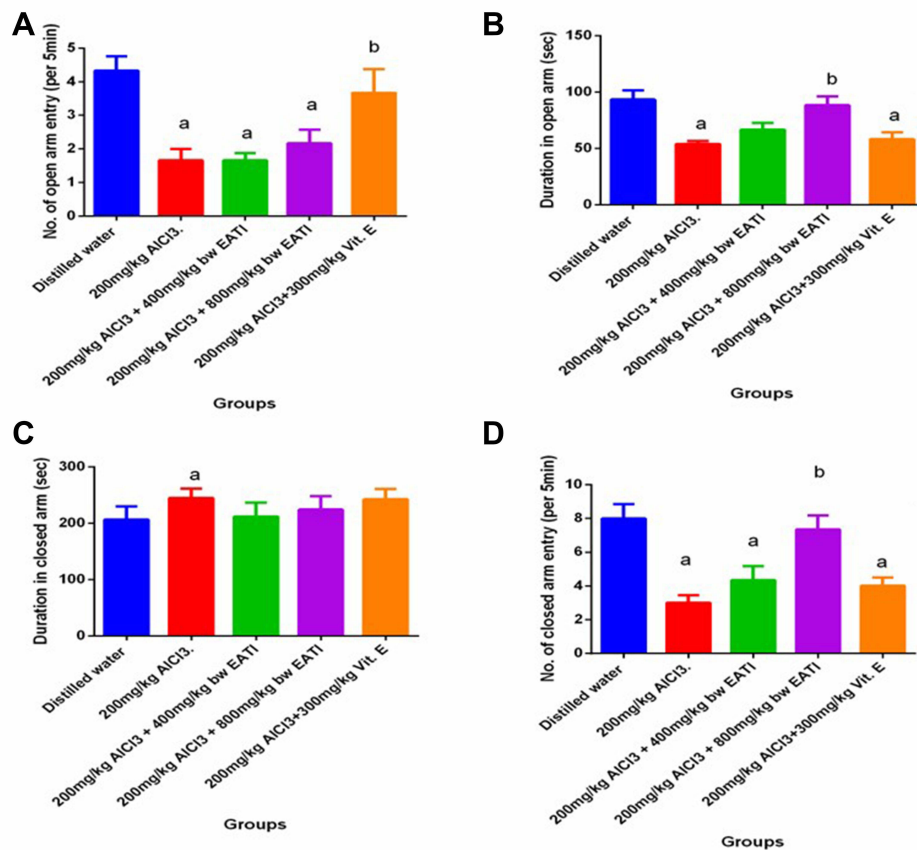 A
No. of open arm entry (per 5min)
5
4
3
2
1
0
a
a
a
b
Distilled water
200mg/kg AlCl3.
200mg/kg AlCl3 + 400mg/kg bw EATI
200mg/kg AlCl3 + 800mg/kg bw EATI
200mg/kg AlCl3+300mg/kg Vit. E
Groups
B
Duration in open arm (sec)
150
100
50
0
a
b
a
Distilled water
200mg/kg AlCl3.
200mg/kg AlCl3 + 400mg/kg bw EATI
200mg/kg AlCl3 + 800mg/kg bw EATI
200mg/kg AlCl3+300mg/kg Vit. E
Groups
C
Duration in closed arm (sec)
300
200
100
0
a
Distilled water
200mg/kg AlCl3.
200mg/kg AlCl3 + 400mg/kg bw EATI
200mg/kg AlCl3 + 800mg/kg bw EATI
200mg/kg AlCl3+300mg/kg Vit. E
Groups
D
No. of closed arm entry (per 5min)
10
8
6
4
2
0
a
a
b
a
Distilled water
200mg/kg AlCl3.
200mg/kg AlCl3 + 400mg/kg bw EATI
200mg/kg AlCl3 + 800mg/kg bw EATI
200mg/kg AlCl3+300mg/kg Vit. E
Groups